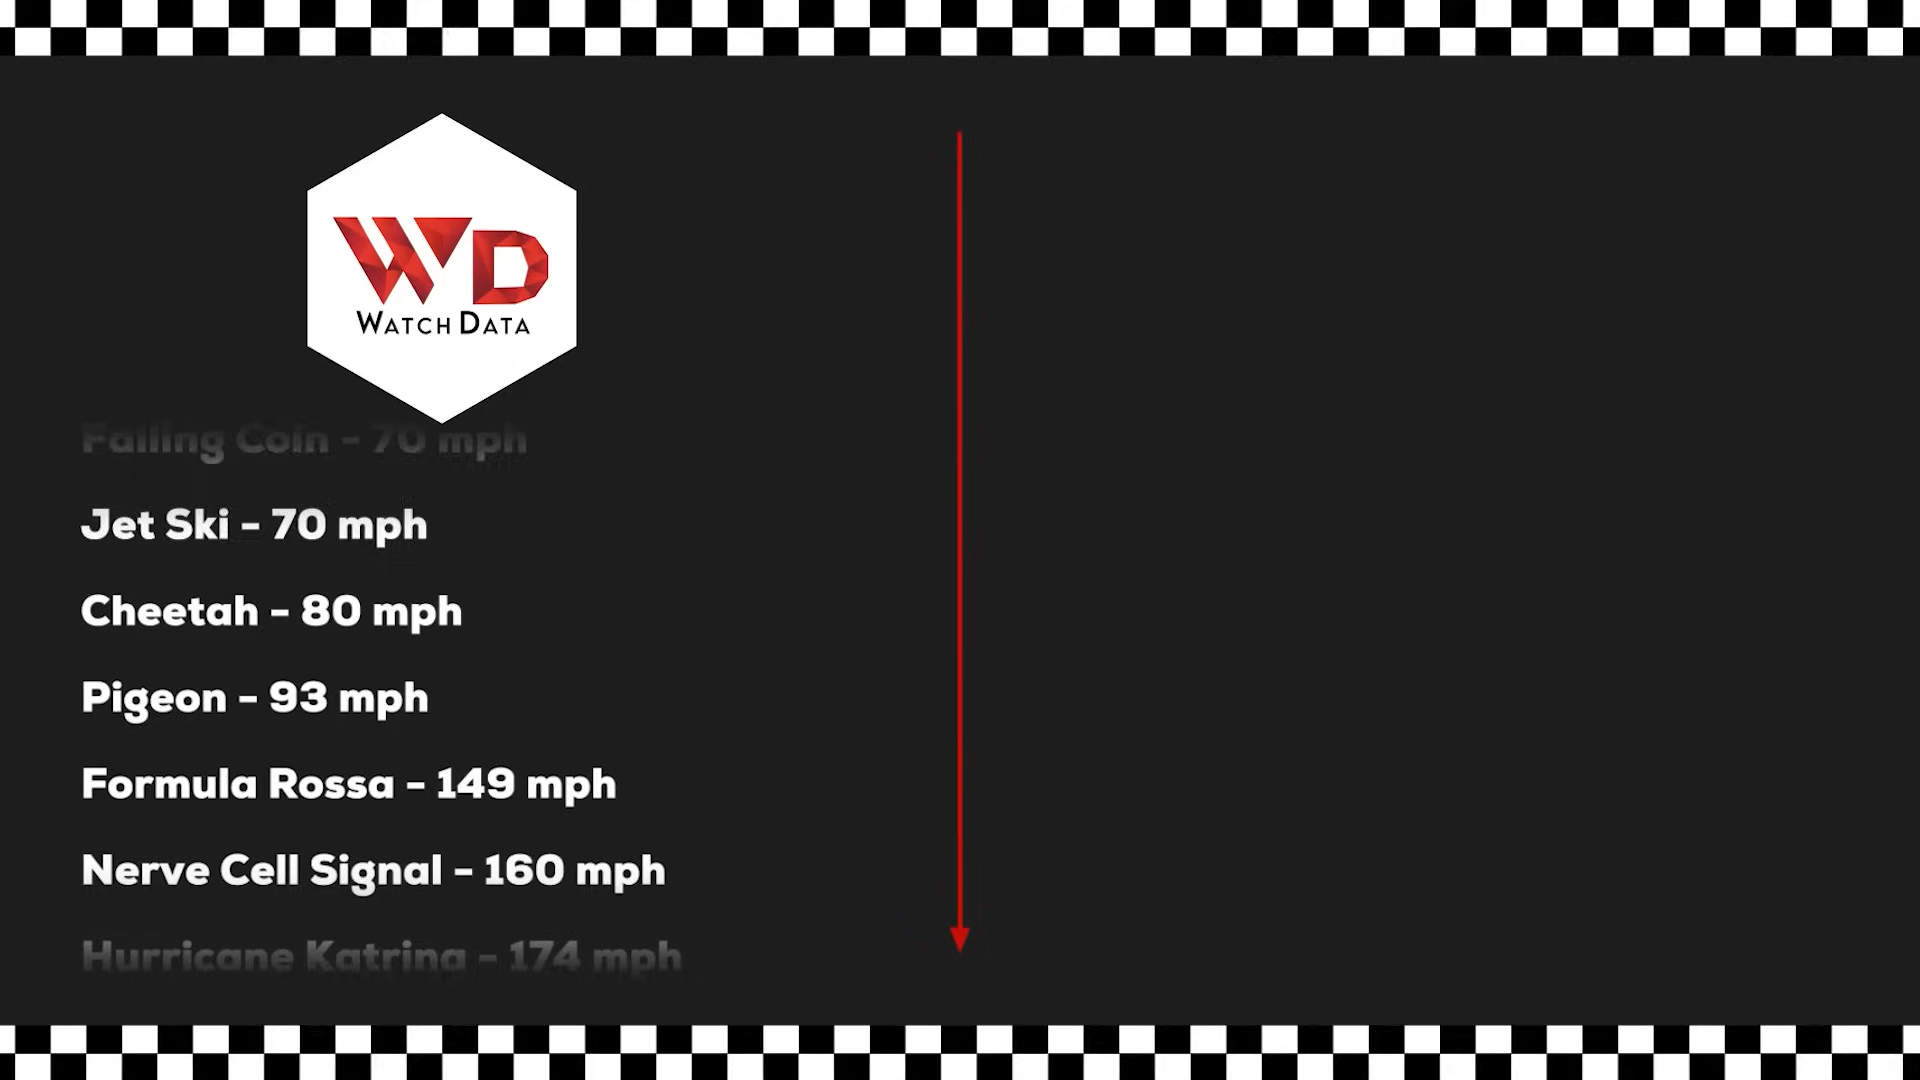 WD
WATCH DATA
Falling Coin - 70 mph
Jet Ski - 70 mph
Cheetah - 80 mph
Pigeon - 93 mph
Formula Rossa - 149 mph
Nerve Cell Signal - 160 mph
Hurricane Katrina - 174 mph